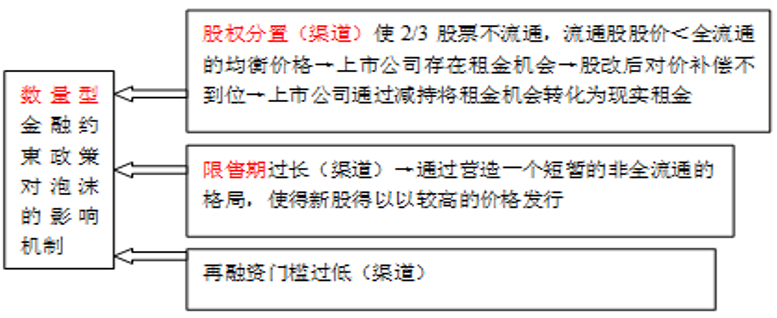 数量型
金融约
束政策
对泡沫
的影响
机制
股权分置（渠道）使 2/3 股票不流通，流通股股价＜全流通
的均衡价格→上市公司存在租金机会→股改后对价补偿不
到位→上市公司通过减持将租金机会转化为现实租金
限售期过长（渠道）→通过营造一个短暂的非全流通的
格局，使得新股得以以较高的价格发行
再融资门槛过低（渠道）